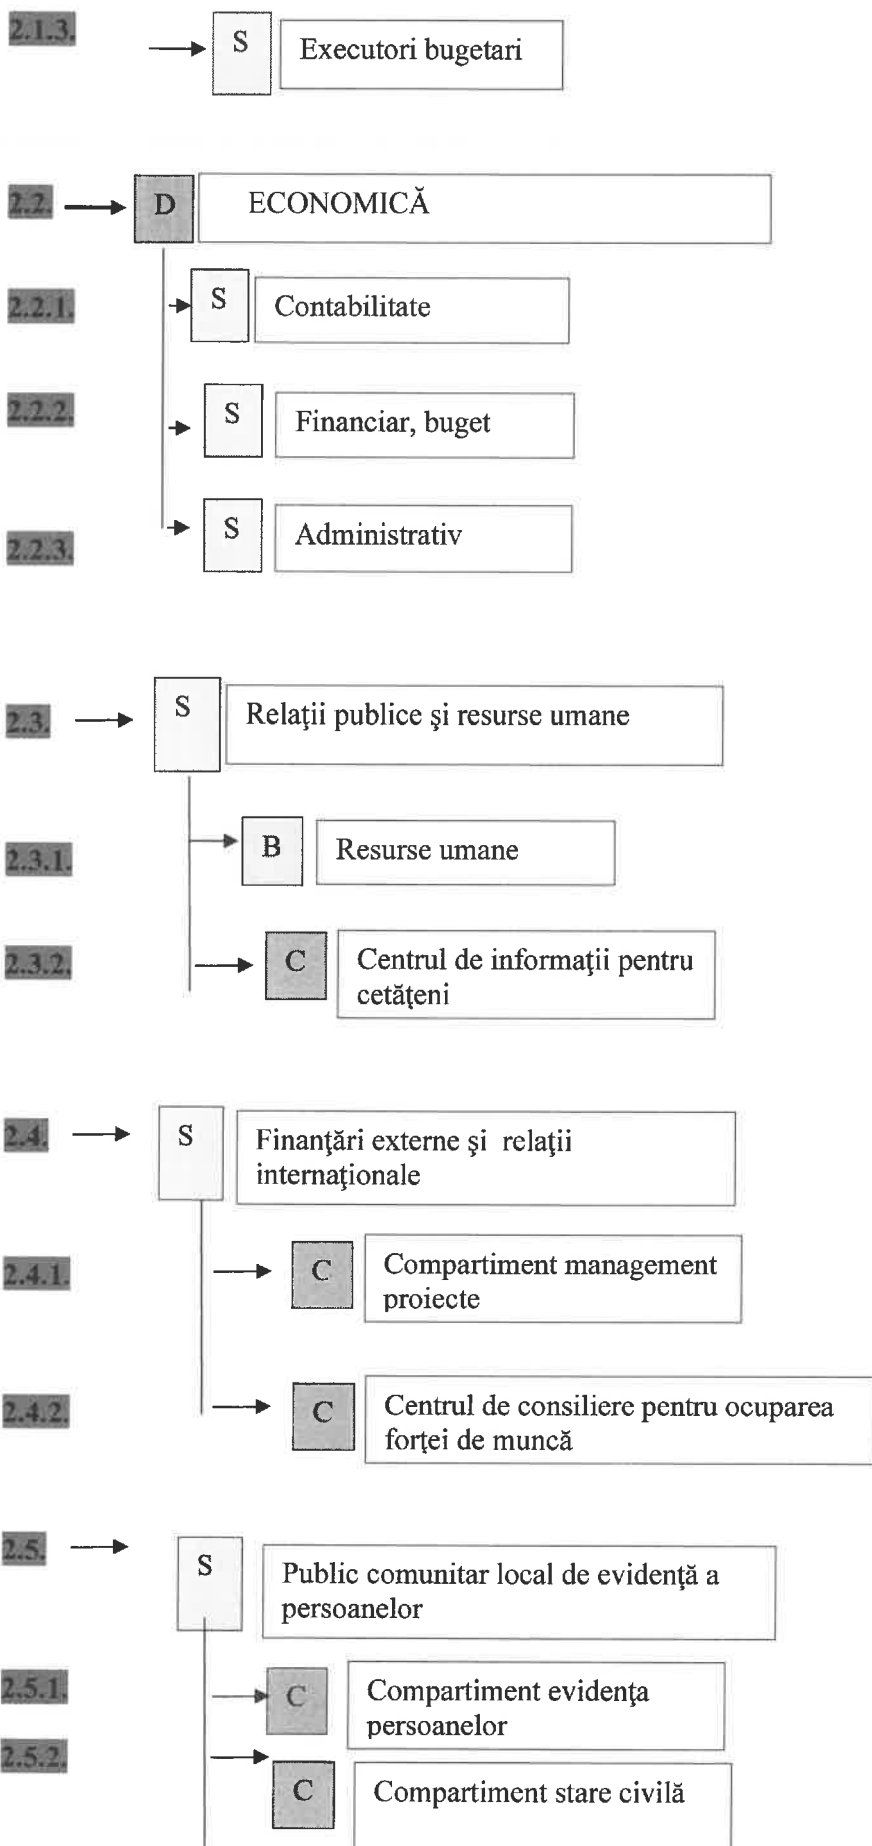 2.1.3. S Executori bugetari
2.2. D ECONOMICĂ
2.2.1. S Contabilitate
2.2.2. S Financiar, buget
2.2.3. S Administrativ
2.3. S Relaţii publice şi resurse umane
2.3.1. B Resurse umane
2.3.2. C Centrul de informaţii pentru
cetăţeni
2.4. S Finanţări externe şi relaţii
internaţionale
2.4.1. C Compartiment management
proiecte
2.4.2. C Centrul de consiliere pentru ocuparea
forţei de muncă
2.5. S Public comunitar local de evidenţă a
persoanelor
2.5.1. C Compartiment evidenţa
persoanelor
2.5.2. C Compartiment stare civilă